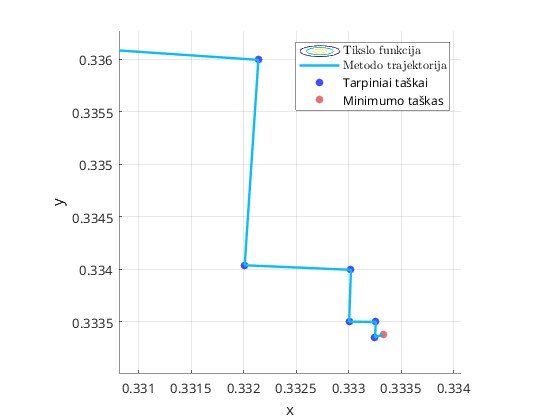 Tikslo funkcija
Metodo trajektorija
Tarpiniai taškai
Minimumo taškas
0.336
0.3355
0.335
0.3345
0.334
0.3335
y
0.331 0.3315 0.332 0.3325 0.333 0.3335 0.334
x